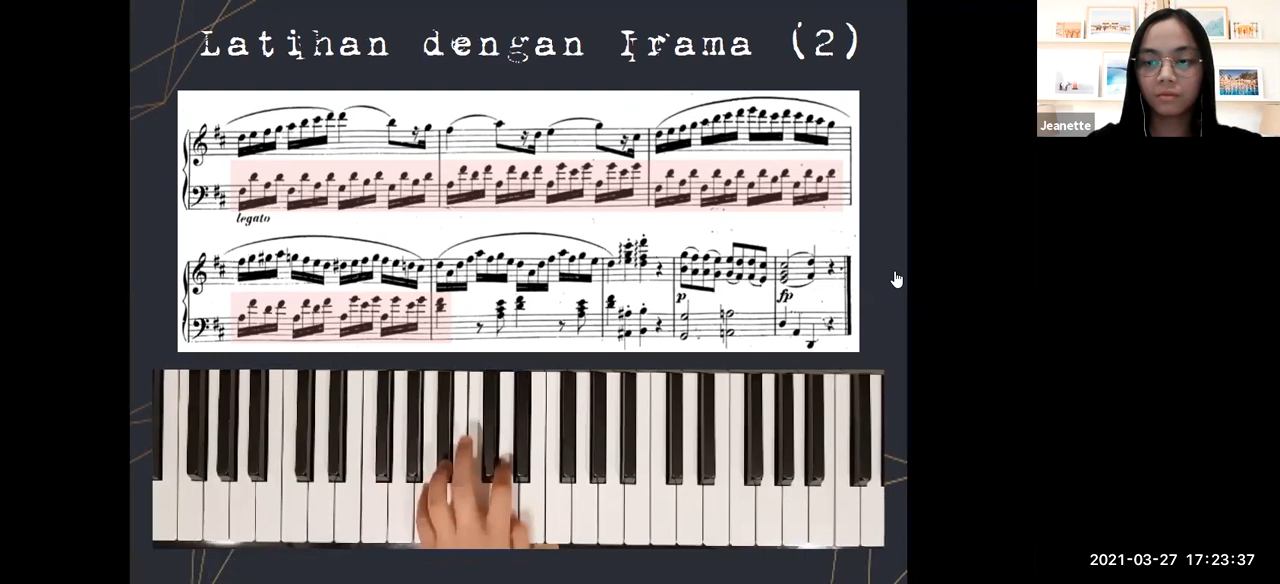 Latihan dengan Irama (2)
Jeanette
legato
p
fp
2021-03-27 17:23:37